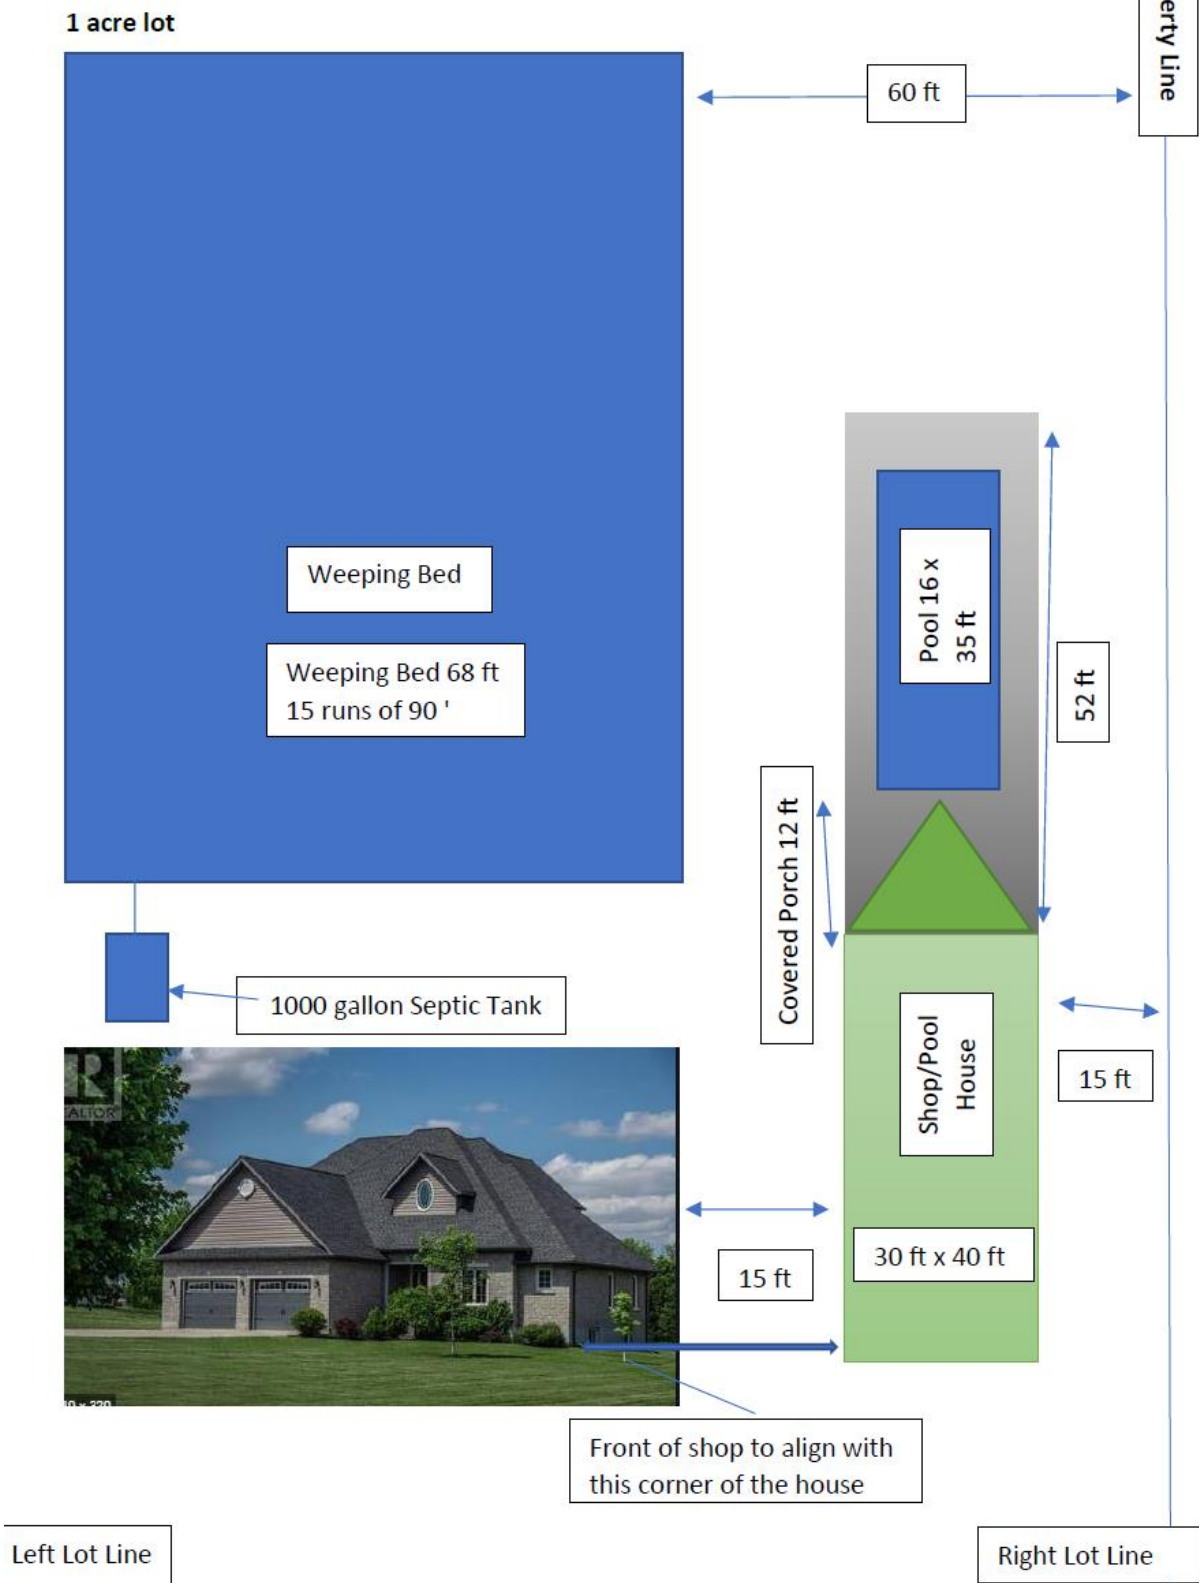 1 acre lot
60 ft
erty Line
Weeping Bed
Weeping Bed 68 ft
15 runs of 90 '
Pool 16 x
35 ft
52 ft
Covered Porch 12 ft
1000 gallon Septic Tank
Shop/Pool
House
15 ft
R
ALTOR
15 ft
30 ft x 40 ft
Front of shop to align with
this corner of the house
Left Lot Line
Right Lot Line